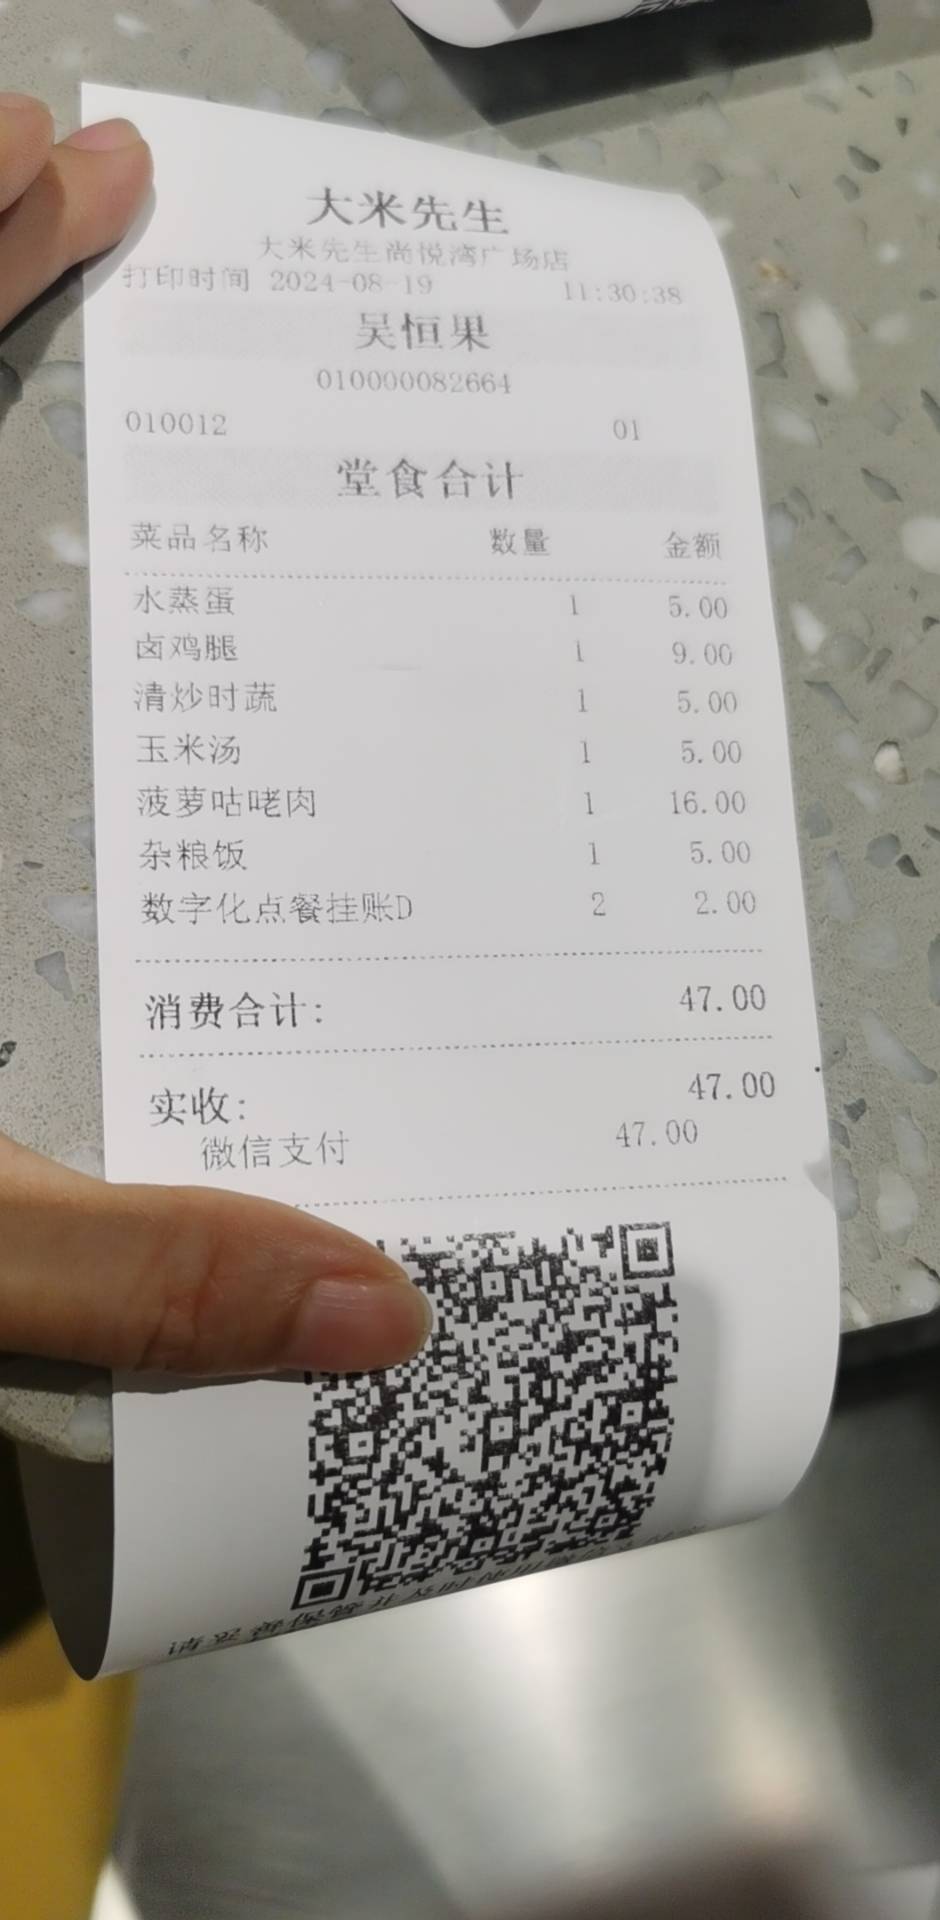 大米先生
大米先生尚悦湾广场店
打印时间 2024-08-19 11:30:38
吴恒果
010000082664
010012 01
堂食合计
菜品名称 数量 金额
水蒸蛋 1 5.00
卤鸡腿 1 9.00
清炒时蔬 1 5.00
玉米汤 1 5.00
菠萝咕咾肉 1 16.00
杂粮饭 1 5.00
数字化点餐挂账D 2 2.00
消费合计: 47.00
实收: 47.00
微信支付 47.00